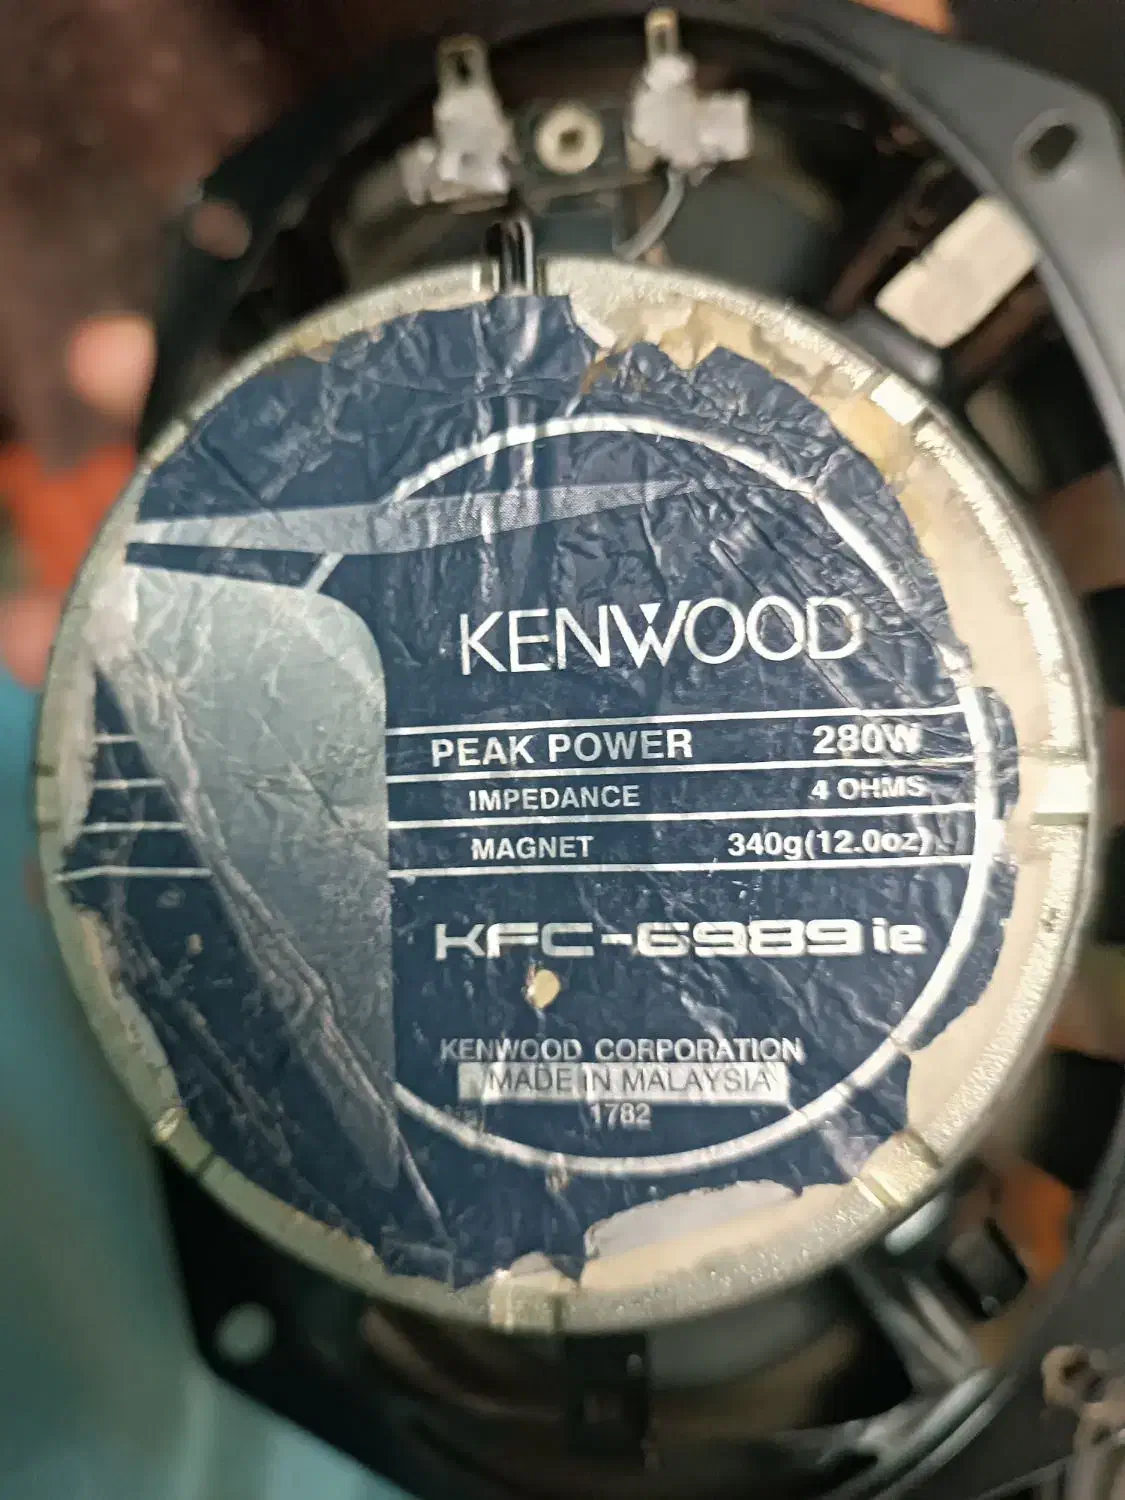 KENWOOD
PEAK POWER 280W
IMPEDANCE 4 OHMS
MAGNET 340g(12.0oz)
KFC-6989ie
KENWOOD CORPORATION
MADE IN MALAYSIA
1782